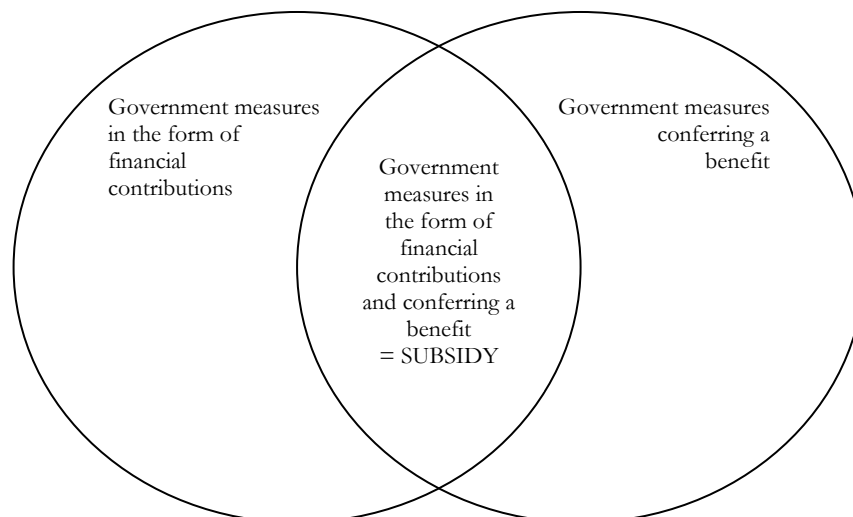 Government measures
in the form of
financial
contributions
Government
measures in
the form of
financial
contributions
and conferring a
benefit
= SUBSIDY
Government measures
conferring a
benefit